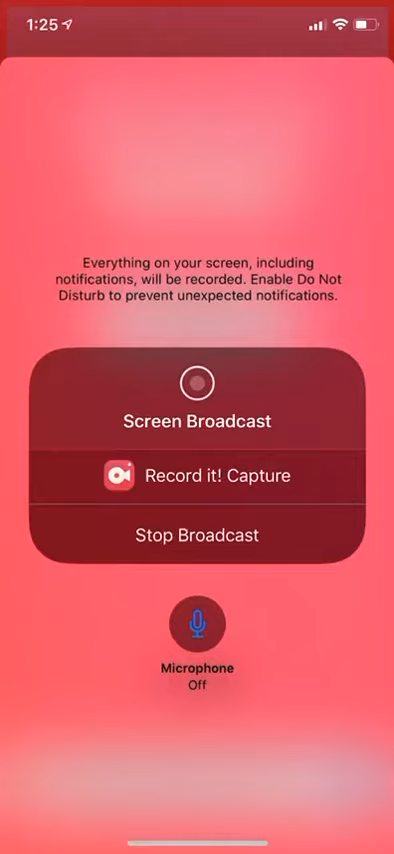 1:25
Everything on your screen, including
notifications, will be recorded. Enable Do Not
Disturb to prevent unexpected notifications.
Screen Broadcast
Record it! Capture
Stop Broadcast
Microphone
Off